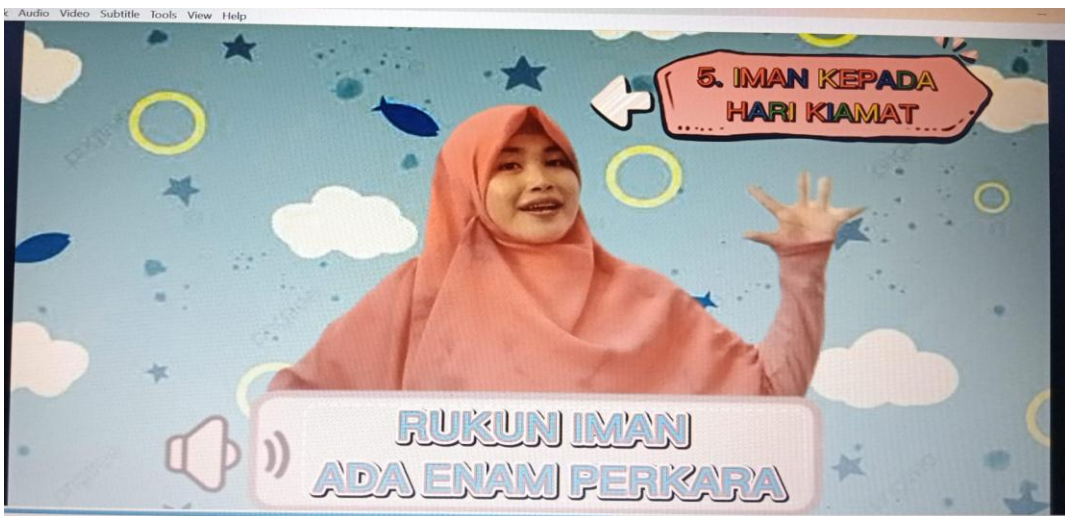 Audio Video Subtitle Tools View Help
5. IMAN KEPADA
HARI KIAMAT
RUKUN IMAN
ADA ENAM PERKARA